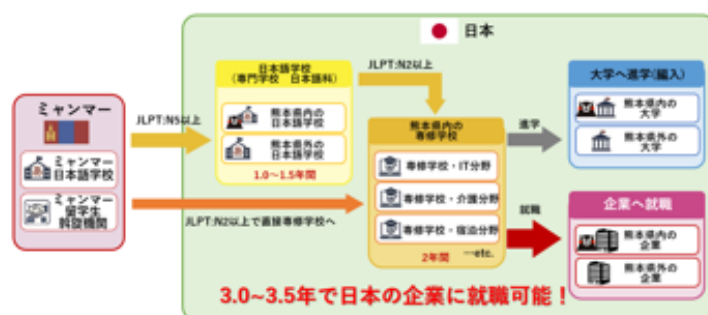 日本
ミャンマー
ミャンマー
日本語学校
ミャンマー
留学生
斡旋機関
JLPT:N5以上
日本語学校
(専門学校 日本語科)
熊本県内の
日本語学校
熊本県外の
日本語学校
1.0~1.5年間
JLPT:N2以上
JLPT:N2以上で直接専修学校へ
熊本県内の
専修学校
専修学校・IT分野
専修学校・介護分野
専修学校・宿泊分野
2年間
…etc.
進学
就職
大学へ進学(編入)
熊本県内の
大学
熊本県外の
大学
企業へ就職
熊本県内の
企業
熊本県外の
企業
3.0~3.5年で日本の企業に就職可能！